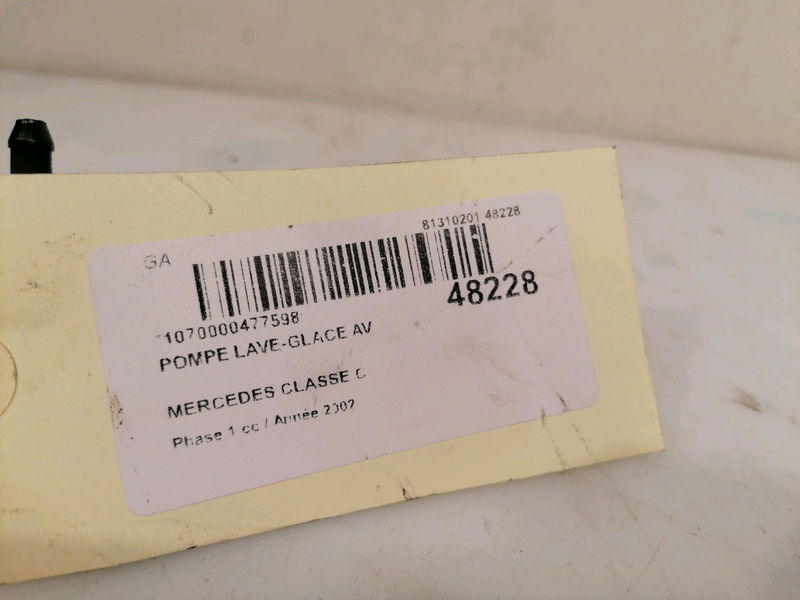 GA
81310201 48228
48228
*1070000477598*
POMPE LAVE-GLACE AV
MERCEDES CLASSE C
Phase 1 cc / Année 2002